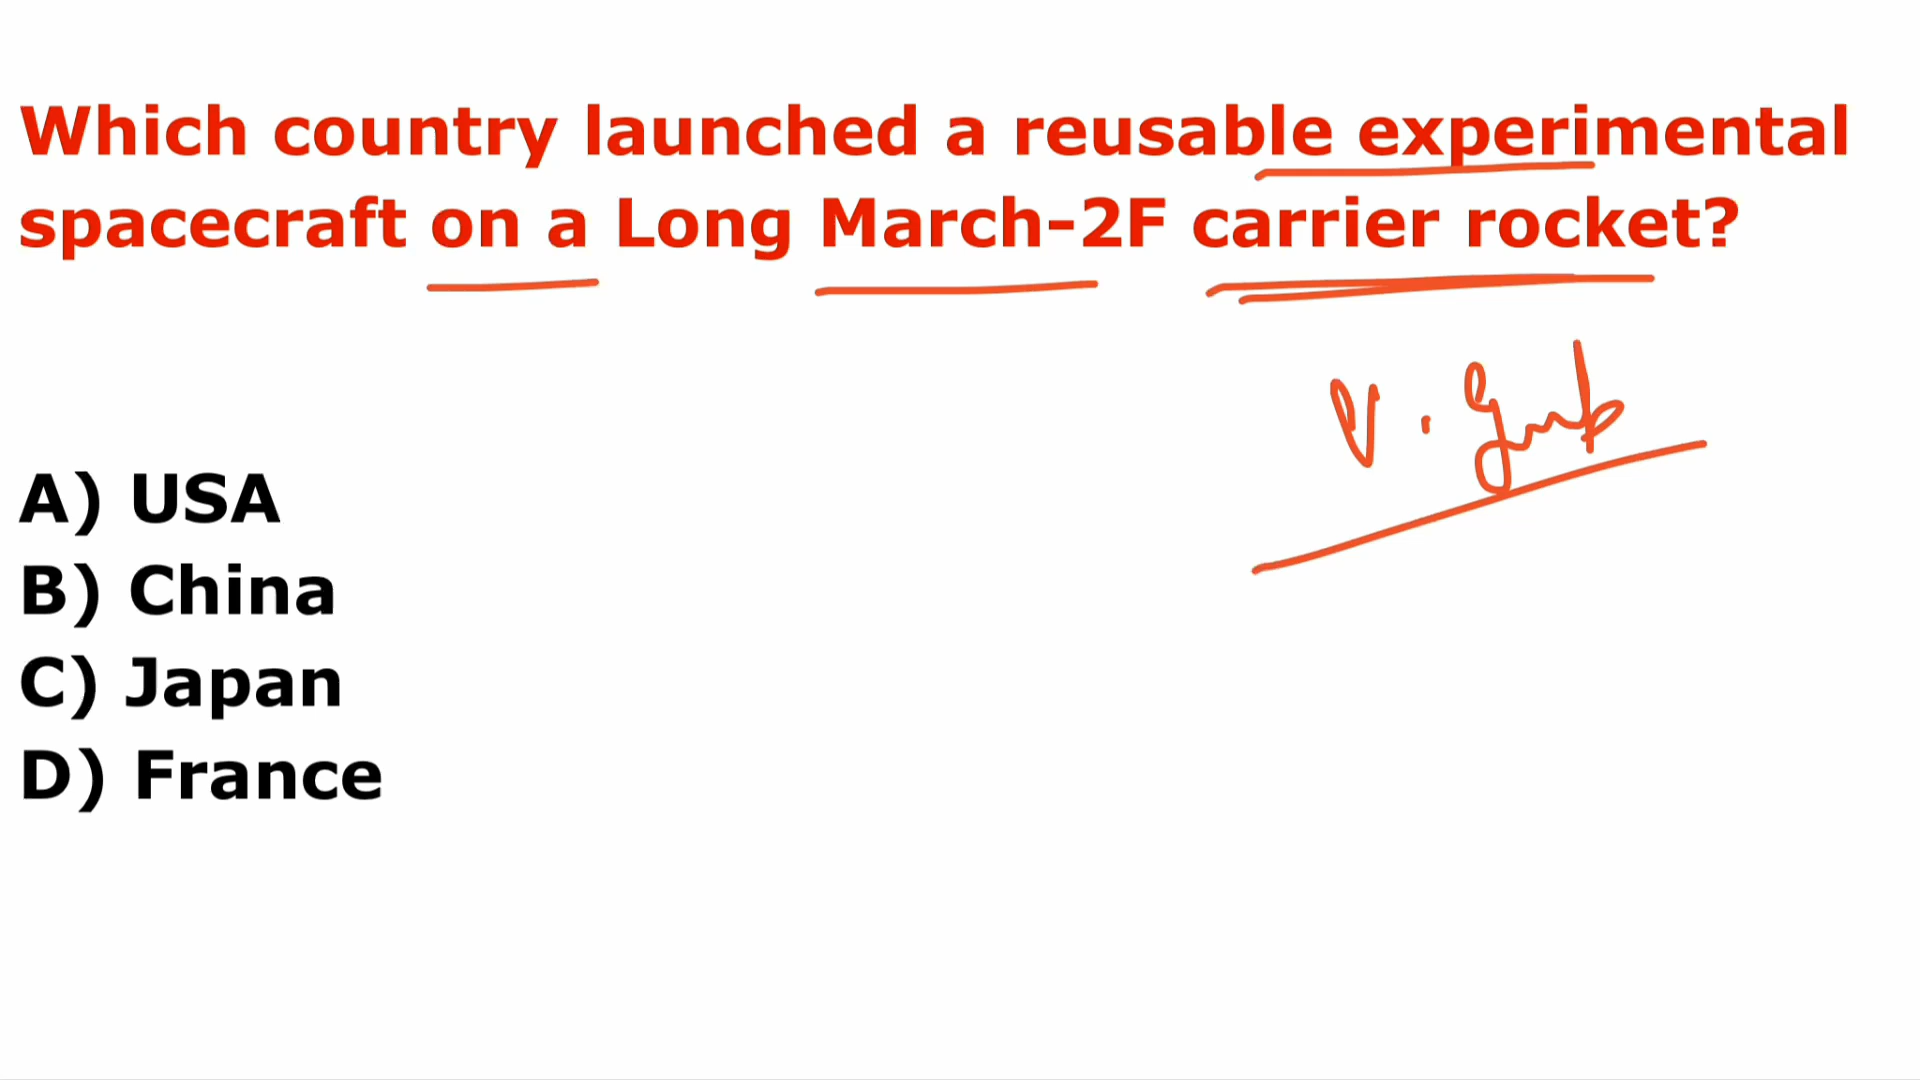 Which country launched a reusable experimental
spacecraft on a Long March-2F carrier rocket?
A) USA
B) China
C) Japan
D) France